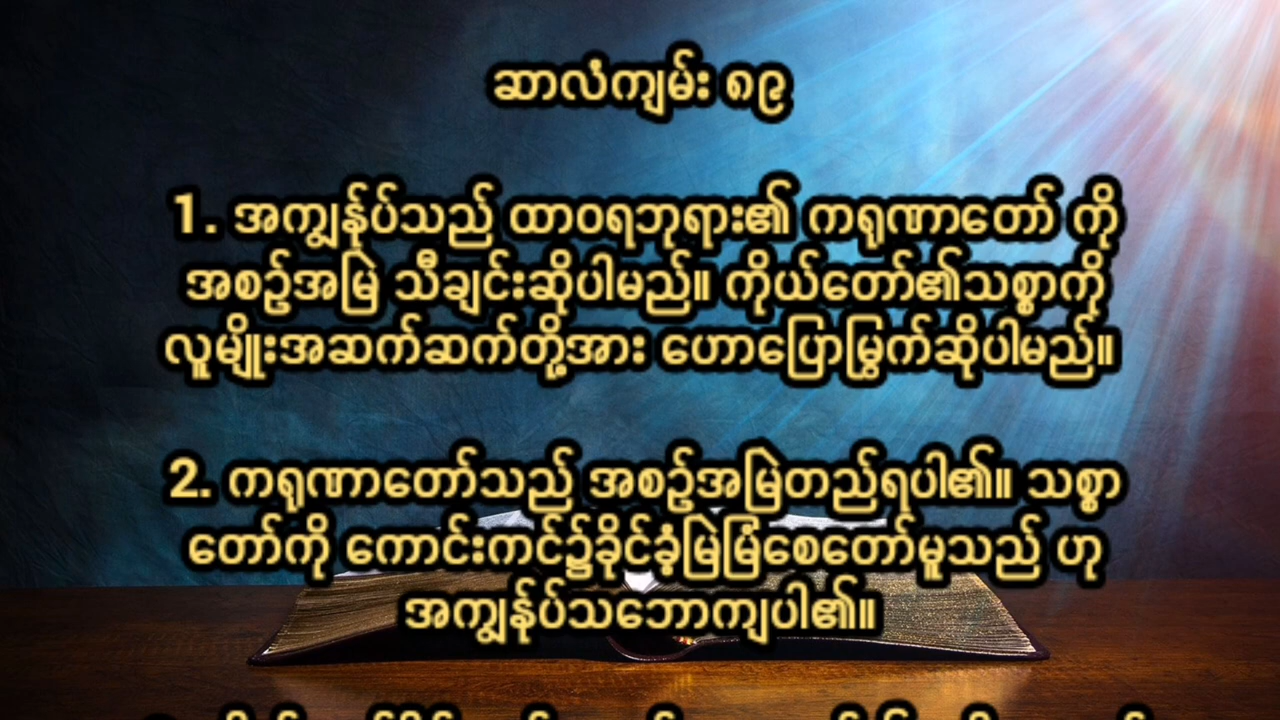 ဆာလံကျမ်း ၈၉
1. အကျွန်ုပ်သည် ထာဝရဘုရား၏ ကရုဏာတော် ကို
အစဉ်အမြဲ သီချင်းဆိုပါမည်။ ကိုယ်တော်၏သစ္စာကို
လူမျိုးအဆက်ဆက်တို့အား ဟောပြောမြွက်ဆိုပါမည်။
2. ကရုဏာတော်သည် အစဉ်အမြဲတည်ရပါ၏။ သစ္စာ
တော်ကို ကောင်းကင်၌ခိုင်ခံ့မြဲမြံစေတော်မူသည် ဟု
အကျွန်ုပ်သဘောကျပါ၏။